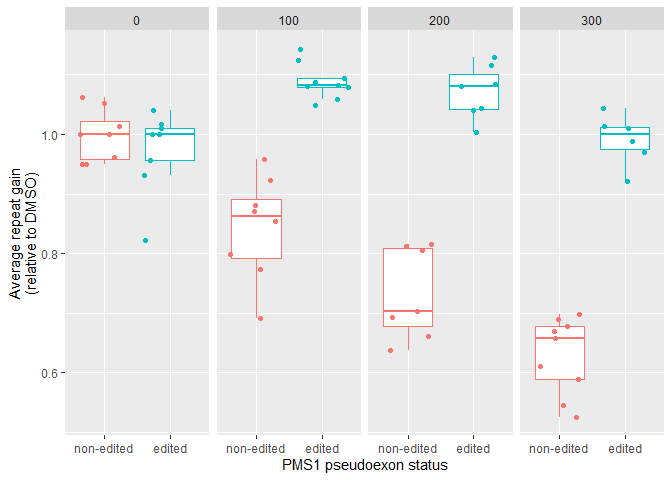 0 100 200 300
1.0
0.8
0.6
Average repeat gain
(relative to DMSO)
non-edited edited non-edited edited non-edited edited non-edited edited
PMS1 pseudoexon status